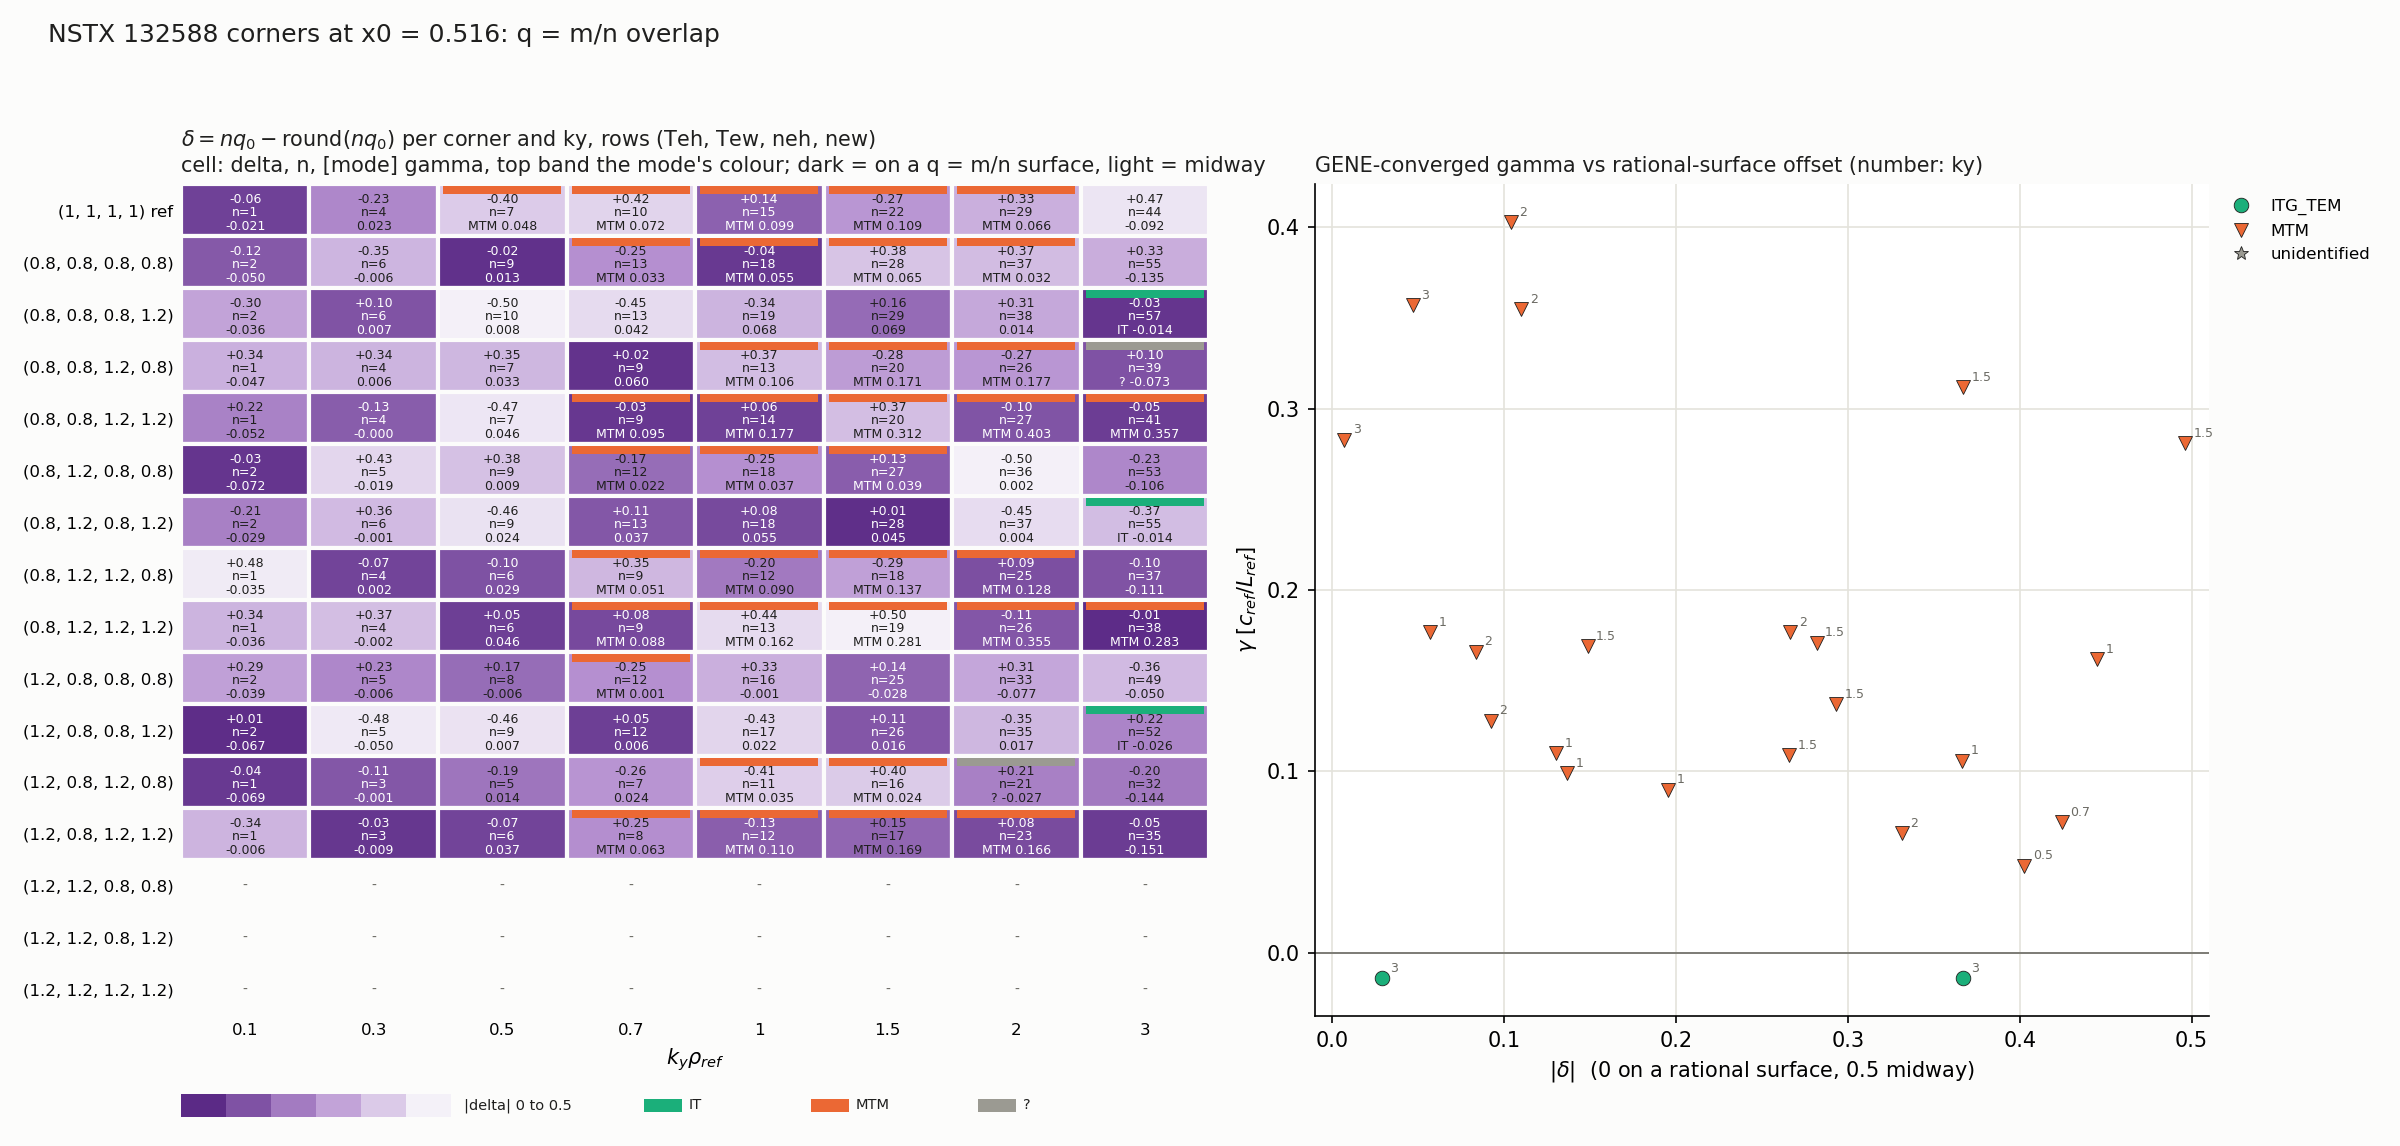 NSTX 132588 corners at x0 = 0.516: q = m/n overlap
δ = nq₀ − round(nq₀) per corner and ky, rows (Teh, Tew, neh, new)
cell: delta, n, [mode] gamma, top band the mode's colour; dark = on a q = m/n surface, light = midway
(1, 1, 1, 1) ref
-0.06 -0.23 -0.40 +0.42 +0.14 -0.27 +0.33 +0.47
n=1 n=4 n=7 n=10 n=15 n=22 n=29 n=44
-0.021 0.023 MTM 0.048 MTM 0.072 MTM 0.099 MTM 0.109 MTM 0.066 -0.092
(0.8, 0.8, 0.8, 0.8)
-0.12 -0.35 -0.02 -0.25 -0.04 +0.38 +0.37 +0.33
n=2 n=6 n=9 n=13 n=18 n=28 n=37 n=55
-0.050 -0.006 0.013 MTM 0.033 MTM 0.055 MTM 0.065 MTM 0.032 -0.135
(0.8, 0.8, 0.8, 1.2)
-0.30 +0.10 -0.50 -0.45 -0.34 +0.16 +0.31 -0.03
n=2 n=6 n=10 n=13 n=19 n=29 n=38 n=57
-0.036 0.007 0.008 0.042 0.068 0.069 0.014 IT -0.014
(0.8, 0.8, 1.2, 0.8)
+0.34 +0.34 +0.35 +0.02 +0.37 -0.28 -0.27 +0.10
n=1 n=4 n=7 n=9 n=13 n=20 n=26 n=39
-0.047 0.006 0.033 0.060 MTM 0.106 MTM 0.171 MTM 0.177 ? -0.073
(0.8, 0.8, 1.2, 1.2)
+0.22 -0.13 -0.47 -0.03 +0.06 +0.37 -0.10 -0.05
n=1 n=4 n=7 n=9 n=14 n=20 n=27 n=41
-0.052 -0.000 0.046 MTM 0.095 MTM 0.177 MTM 0.312 MTM 0.403 MTM 0.357
(0.8, 1.2, 0.8, 0.8)
-0.03 +0.43 +0.38 -0.17 -0.25 +0.13 -0.50 -0.23
n=2 n=5 n=9 n=12 n=18 n=27 n=36 n=53
-0.072 -0.019 0.009 MTM 0.022 MTM 0.037 MTM 0.039 0.002 -0.106
(0.8, 1.2, 0.8, 1.2)
-0.21 +0.36 -0.46 +0.11 +0.08 +0.01 -0.45 -0.37
n=2 n=6 n=9 n=13 n=18 n=28 n=37 n=55
-0.029 -0.001 0.024 0.037 0.055 0.045 0.004 IT -0.014
(0.8, 1.2, 1.2, 0.8)
+0.48 -0.07 -0.10 +0.35 -0.20 -0.29 +0.09 -0.10
n=1 n=4 n=6 n=9 n=12 n=18 n=25 n=37
-0.035 0.002 0.029 MTM 0.051 MTM 0.090 MTM 0.137 MTM 0.128 -0.111
(0.8, 1.2, 1.2, 1.2)
+0.34 +0.37 +0.05 +0.08 +0.44 +0.50 -0.11 -0.01
n=1 n=4 n=6 n=9 n=13 n=19 n=26 n=38
-0.036 -0.002 0.046 MTM 0.088 MTM 0.162 MTM 0.281 MTM 0.355 MTM 0.283
(1.2, 0.8, 0.8, 0.8)
+0.29 +0.23 +0.17 -0.25 +0.33 +0.14 +0.31 -0.36
n=2 n=5 n=8 n=12 n=16 n=25 n=33 n=49
-0.039 -0.006 -0.006 MTM 0.001 -0.001 -0.028 -0.077 -0.050
(1.2, 0.8, 0.8, 1.2)
+0.01 -0.48 -0.46 +0.05 -0.43 +0.11 -0.35 +0.22
n=2 n=5 n=9 n=12 n=17 n=26 n=35 n=52
-0.067 -0.050 0.007 0.006 0.022 0.016 0.017 IT -0.026
(1.2, 0.8, 1.2, 0.8)
-0.04 -0.11 -0.19 -0.26 -0.41 +0.40 +0.21 -0.20
n=1 n=3 n=5 n=7 n=11 n=16 n=21 n=32
-0.069 -0.001 0.014 0.024 MTM 0.035 MTM 0.024 ? -0.027 -0.144
(1.2, 0.8, 1.2, 1.2)
-0.34 -0.03 -0.07 +0.25 -0.13 +0.15 +0.08 -0.05
n=1 n=3 n=6 n=8 n=12 n=17 n=23 n=35
-0.006 -0.009 0.037 MTM 0.063 MTM 0.110 MTM 0.169 MTM 0.166 -0.151
(1.2, 1.2, 0.8, 0.8) - - - - - - - -
(1.2, 1.2, 0.8, 1.2) - - - - - - - -
(1.2, 1.2, 1.2, 1.2) - - - - - - - -
0.1 0.3 0.5 0.7 1 1.5 2 3
k_yρ_ref
|delta| 0 to 0.5 IT MTM ?
GENE-converged gamma vs rational-surface offset (number: ky)
γ [c_ref/L_ref]
0.4
0.3
0.2
0.1
0.0
2
3 2
1.5
3 1.5
1 2 1.5 2 1.5 1
1.5
2
1 1 1.5 1
1
0.7
2
0.5
3 3
0.0 0.1 0.2 0.3 0.4 0.5
|δ| (0 on a rational surface, 0.5 midway)
ITG_TEM
MTM
unidentified